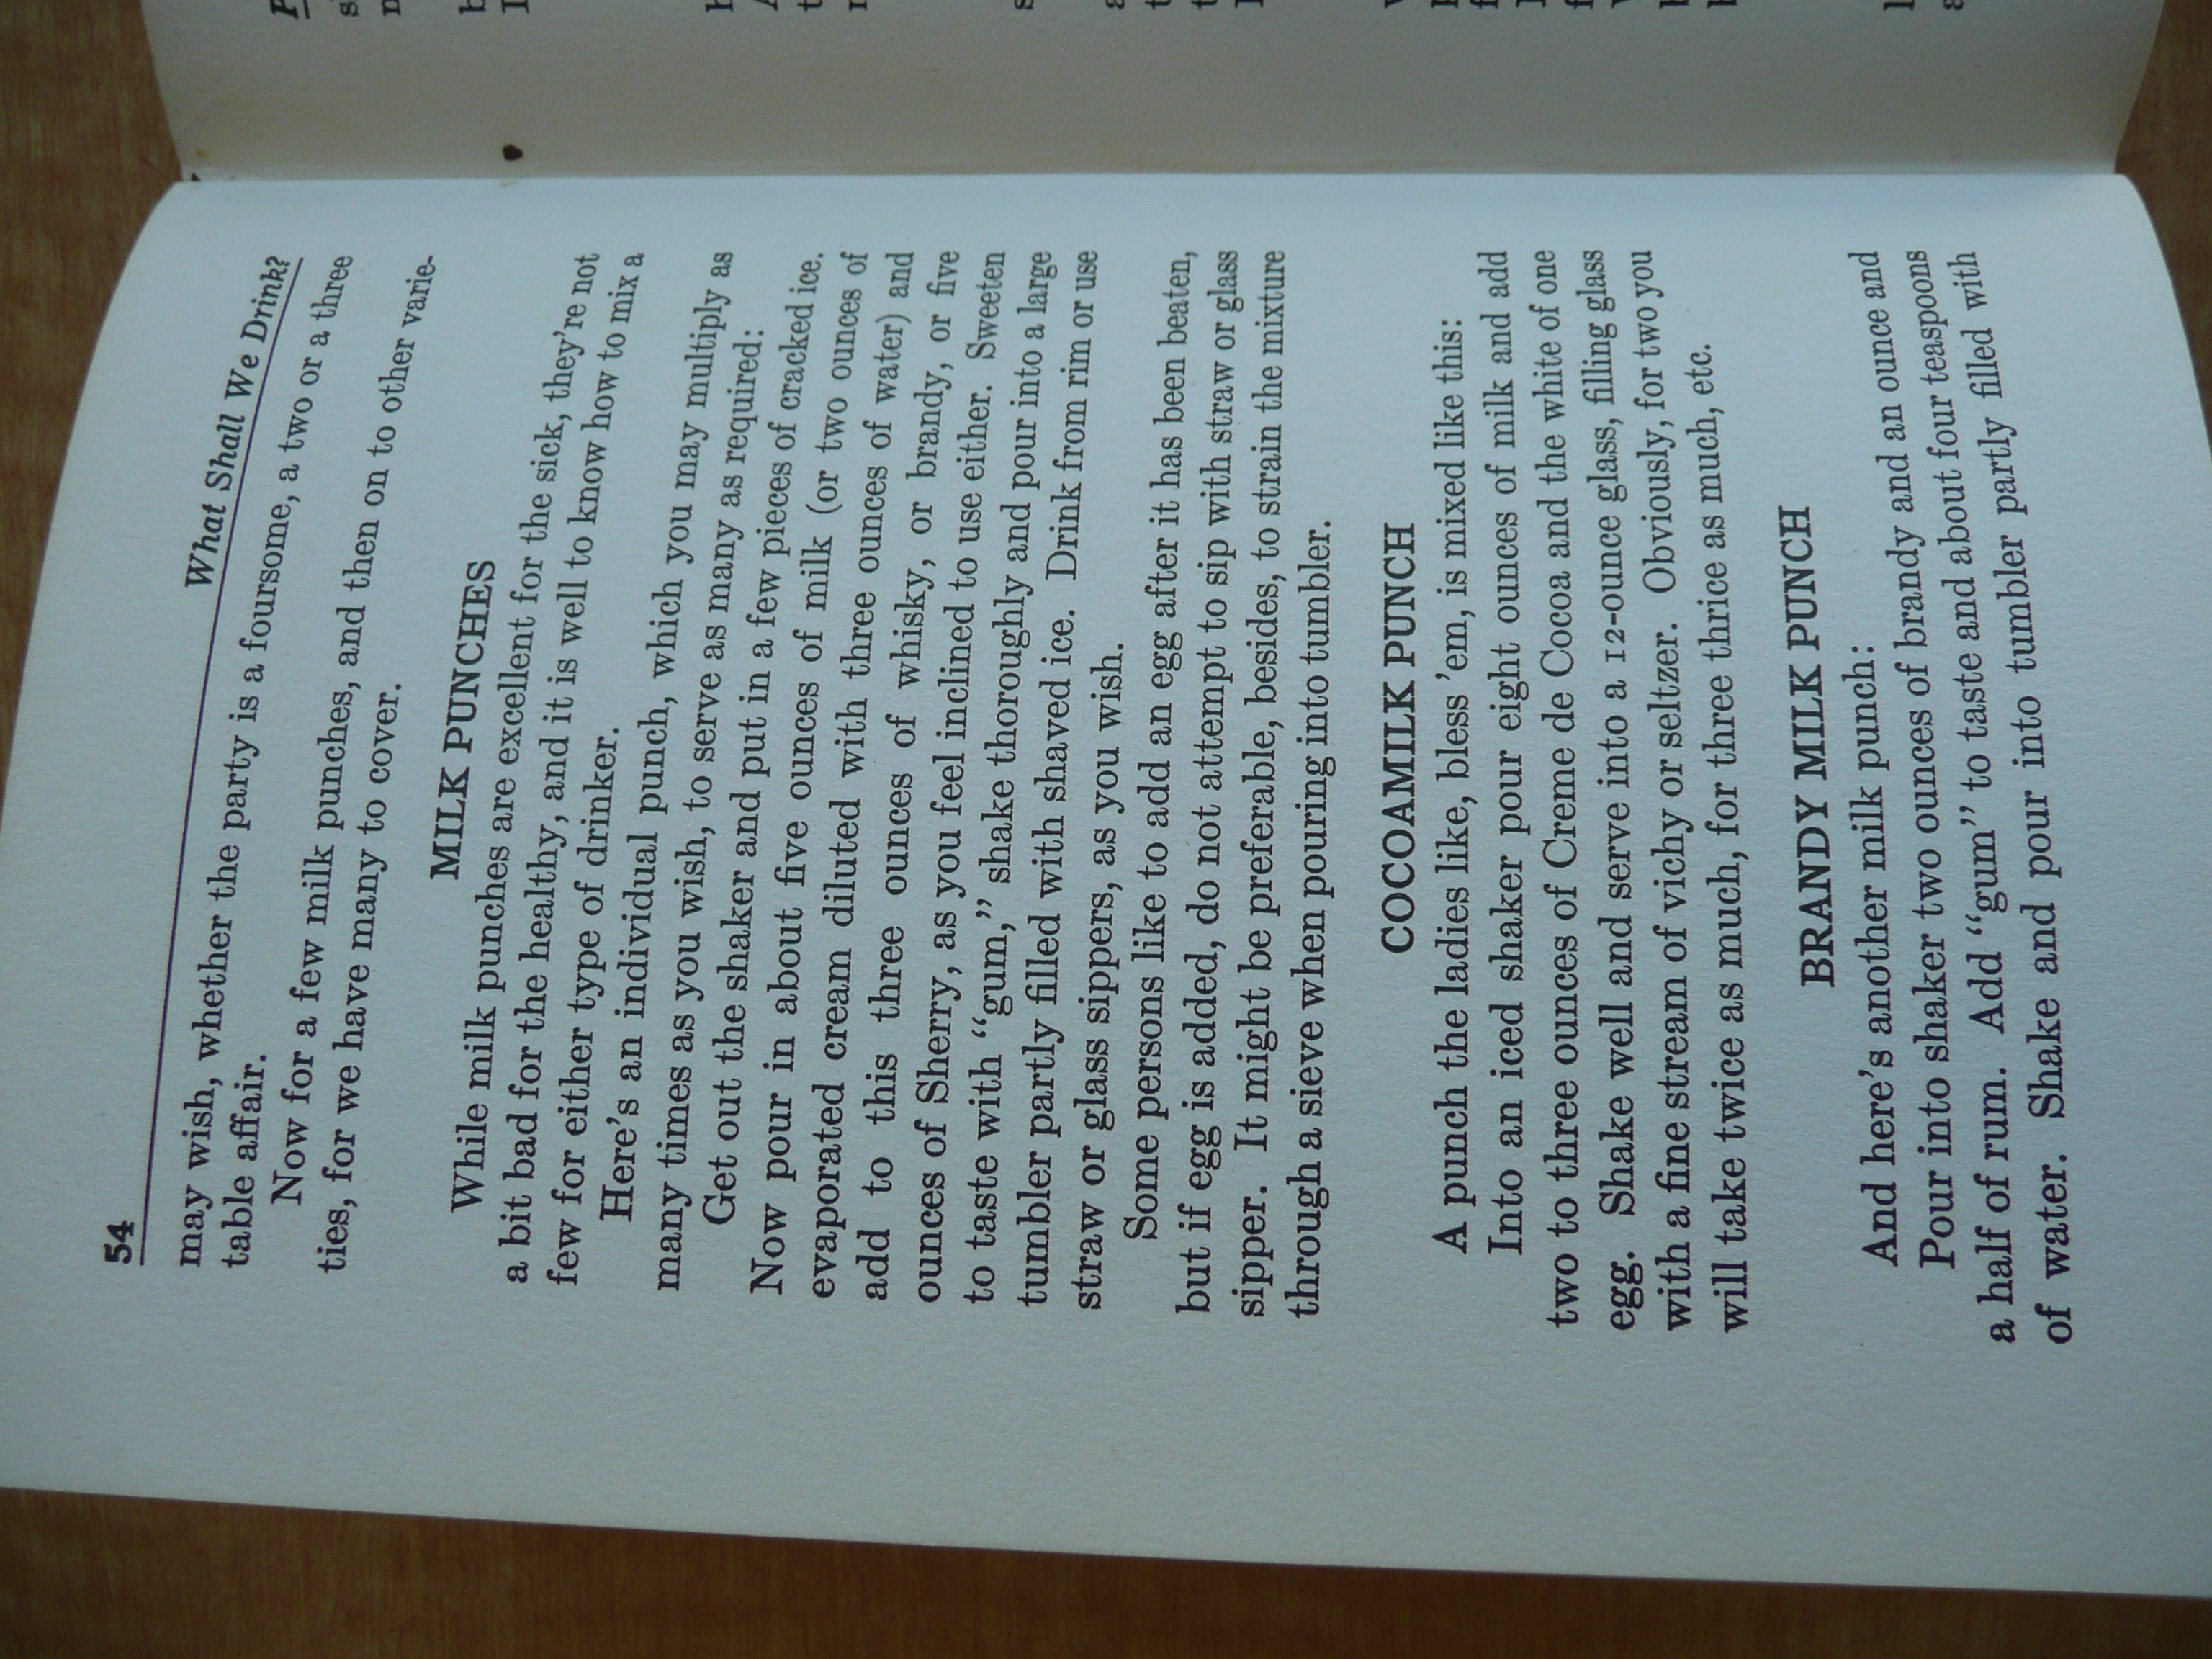 54 What Shall We Drink?
may wish, whether the party is a foursome, a two or a three
table affair.
Now for a few milk punches, and then on to other varie-
ties, for we have many to cover.
MILK PUNCHES
While milk punches are excellent for the sick, they're not
a bit bad for the healthy, and it is well to know how to mix a
few for either type of drinker.
Here's an individual punch, which you may multiply as
many times as you wish, to serve as many as required:
Get out the shaker and put in a few pieces of cracked ice.
Now pour in about five ounces of milk (or two ounces of
evaporated cream diluted with three ounces of water) and
add to this three ounces of whisky, or brandy, or five
ounces of Sherry, as you feel inclined to use either. Sweeten
to taste with "gum," shake thoroughly and pour into a large
tumbler partly filled with shaved ice. Drink from rim or use
straw or glass sippers, as you wish.
Some persons like to add an egg after it has been beaten,
but if egg is added, do not attempt to sip with straw or glass
sipper. It might be preferable, besides, to strain the mixture
through a sieve when pouring into tumbler.
COCOAMILK PUNCH
A punch the ladies like, bless 'em, is mixed like this:
Into an iced shaker pour eight ounces of milk and add
two to three ounces of Creme de Cocoa and the white of one
egg. Shake well and serve into a 12-ounce glass, filling glass
with a fine stream of vichy or seltzer. Obviously, for two you
will take twice as much, for three thrice as much, etc.
BRANDY MILK PUNCH
And here's another milk punch:
Pour into shaker two ounces of brandy and an ounce and
a half of rum. Add "gum" to taste and about four teaspoons
of water. Shake and pour into tumbler partly filled with